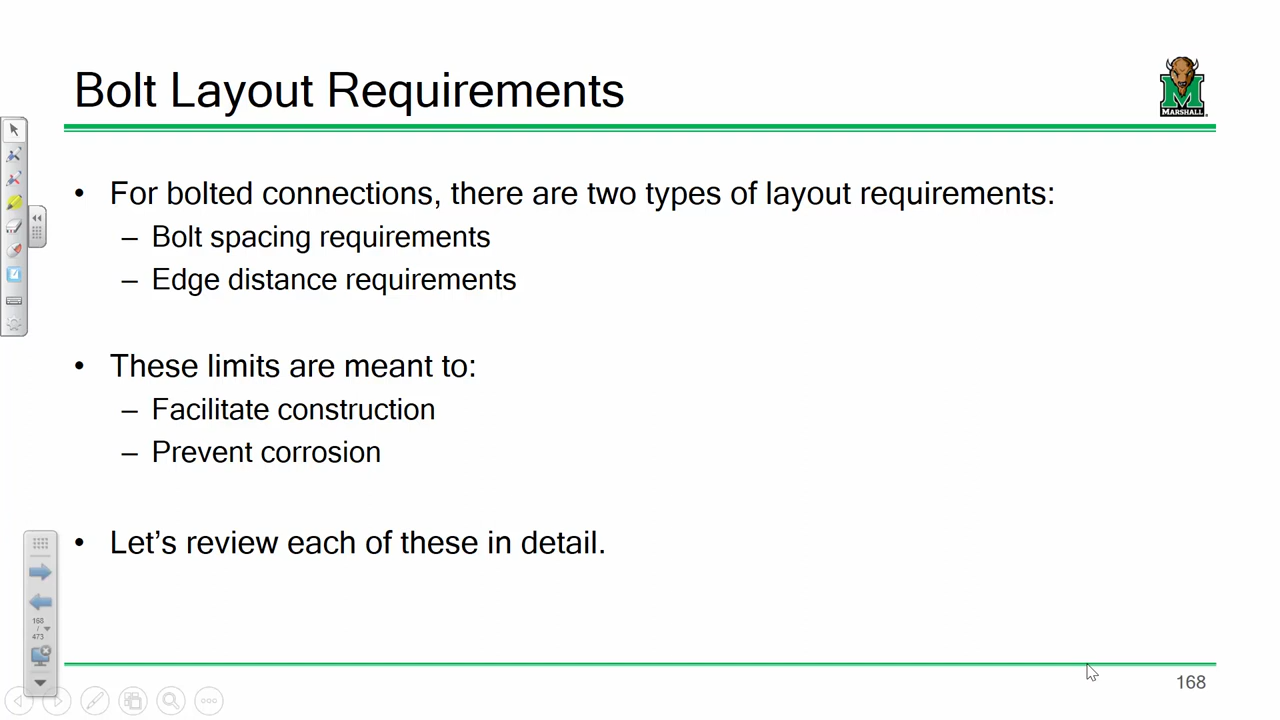 Bolt Layout Requirements
MARSHALL
• For bolted connections, there are two types of layout requirements:
– Bolt spacing requirements
– Edge distance requirements
• These limits are meant to:
– Facilitate construction
– Prevent corrosion
• Let’s review each of these in detail.
168
/
473
168